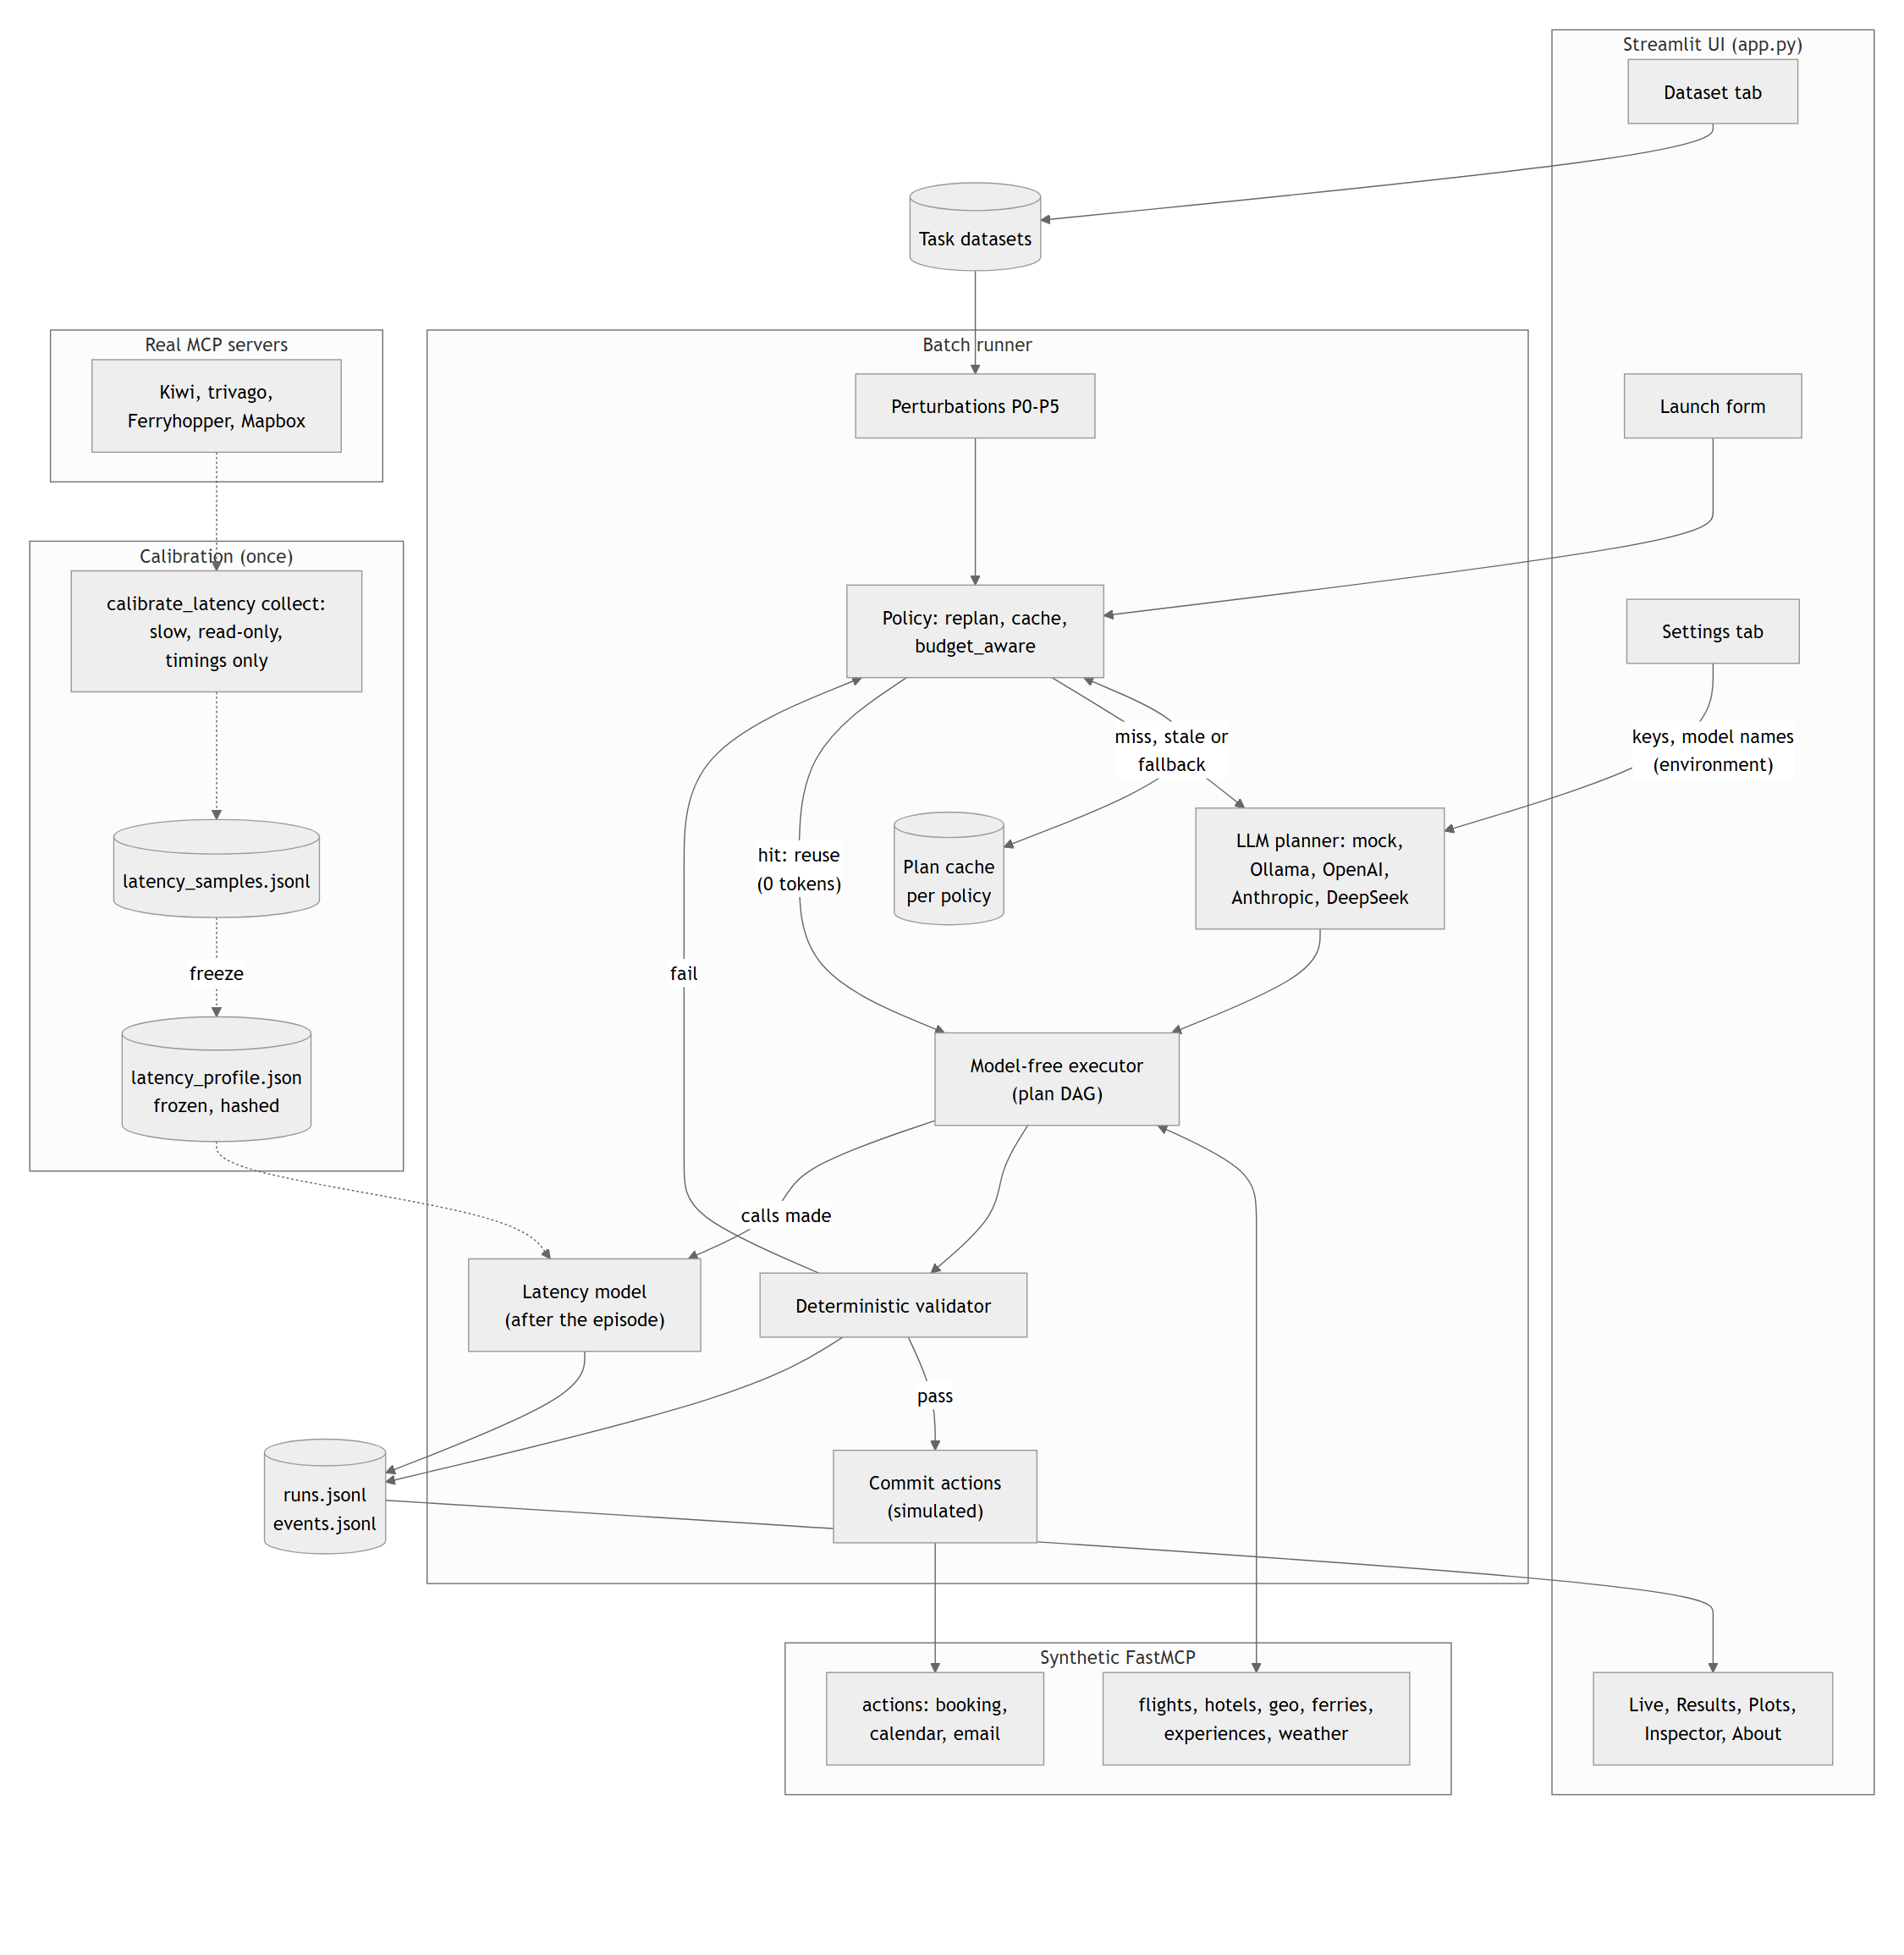 Streamlit UI (app.py)
Dataset tab
Task datasets
Real MCP servers
Kiwi, trivago,
Ferryhopper, Mapbox
Batch runner
Perturbations P0-P5
Launch form
Calibration (once)
calibrate_latency collect:
slow, read-only,
timings only
Policy: replan, cache,
budget_aware
Settings tab
miss, stale or
fallback
keys, model names
(environment)
hit: reuse
(0 tokens)
Plan cache
per policy
LLM planner: mock,
Ollama, OpenAI,
Anthropic, DeepSeek
latency_samples.jsonl
freeze
fail
latency_profile.json
frozen, hashed
Model-free executor
(plan DAG)
calls made
Latency model
(after the episode)
Deterministic validator
pass
runs.jsonl
events.jsonl
Commit actions
(simulated)
Synthetic FastMCP
actions: booking,
calendar, email
flights, hotels, geo, ferries,
experiences, weather
Live, Results, Plots,
Inspector, About